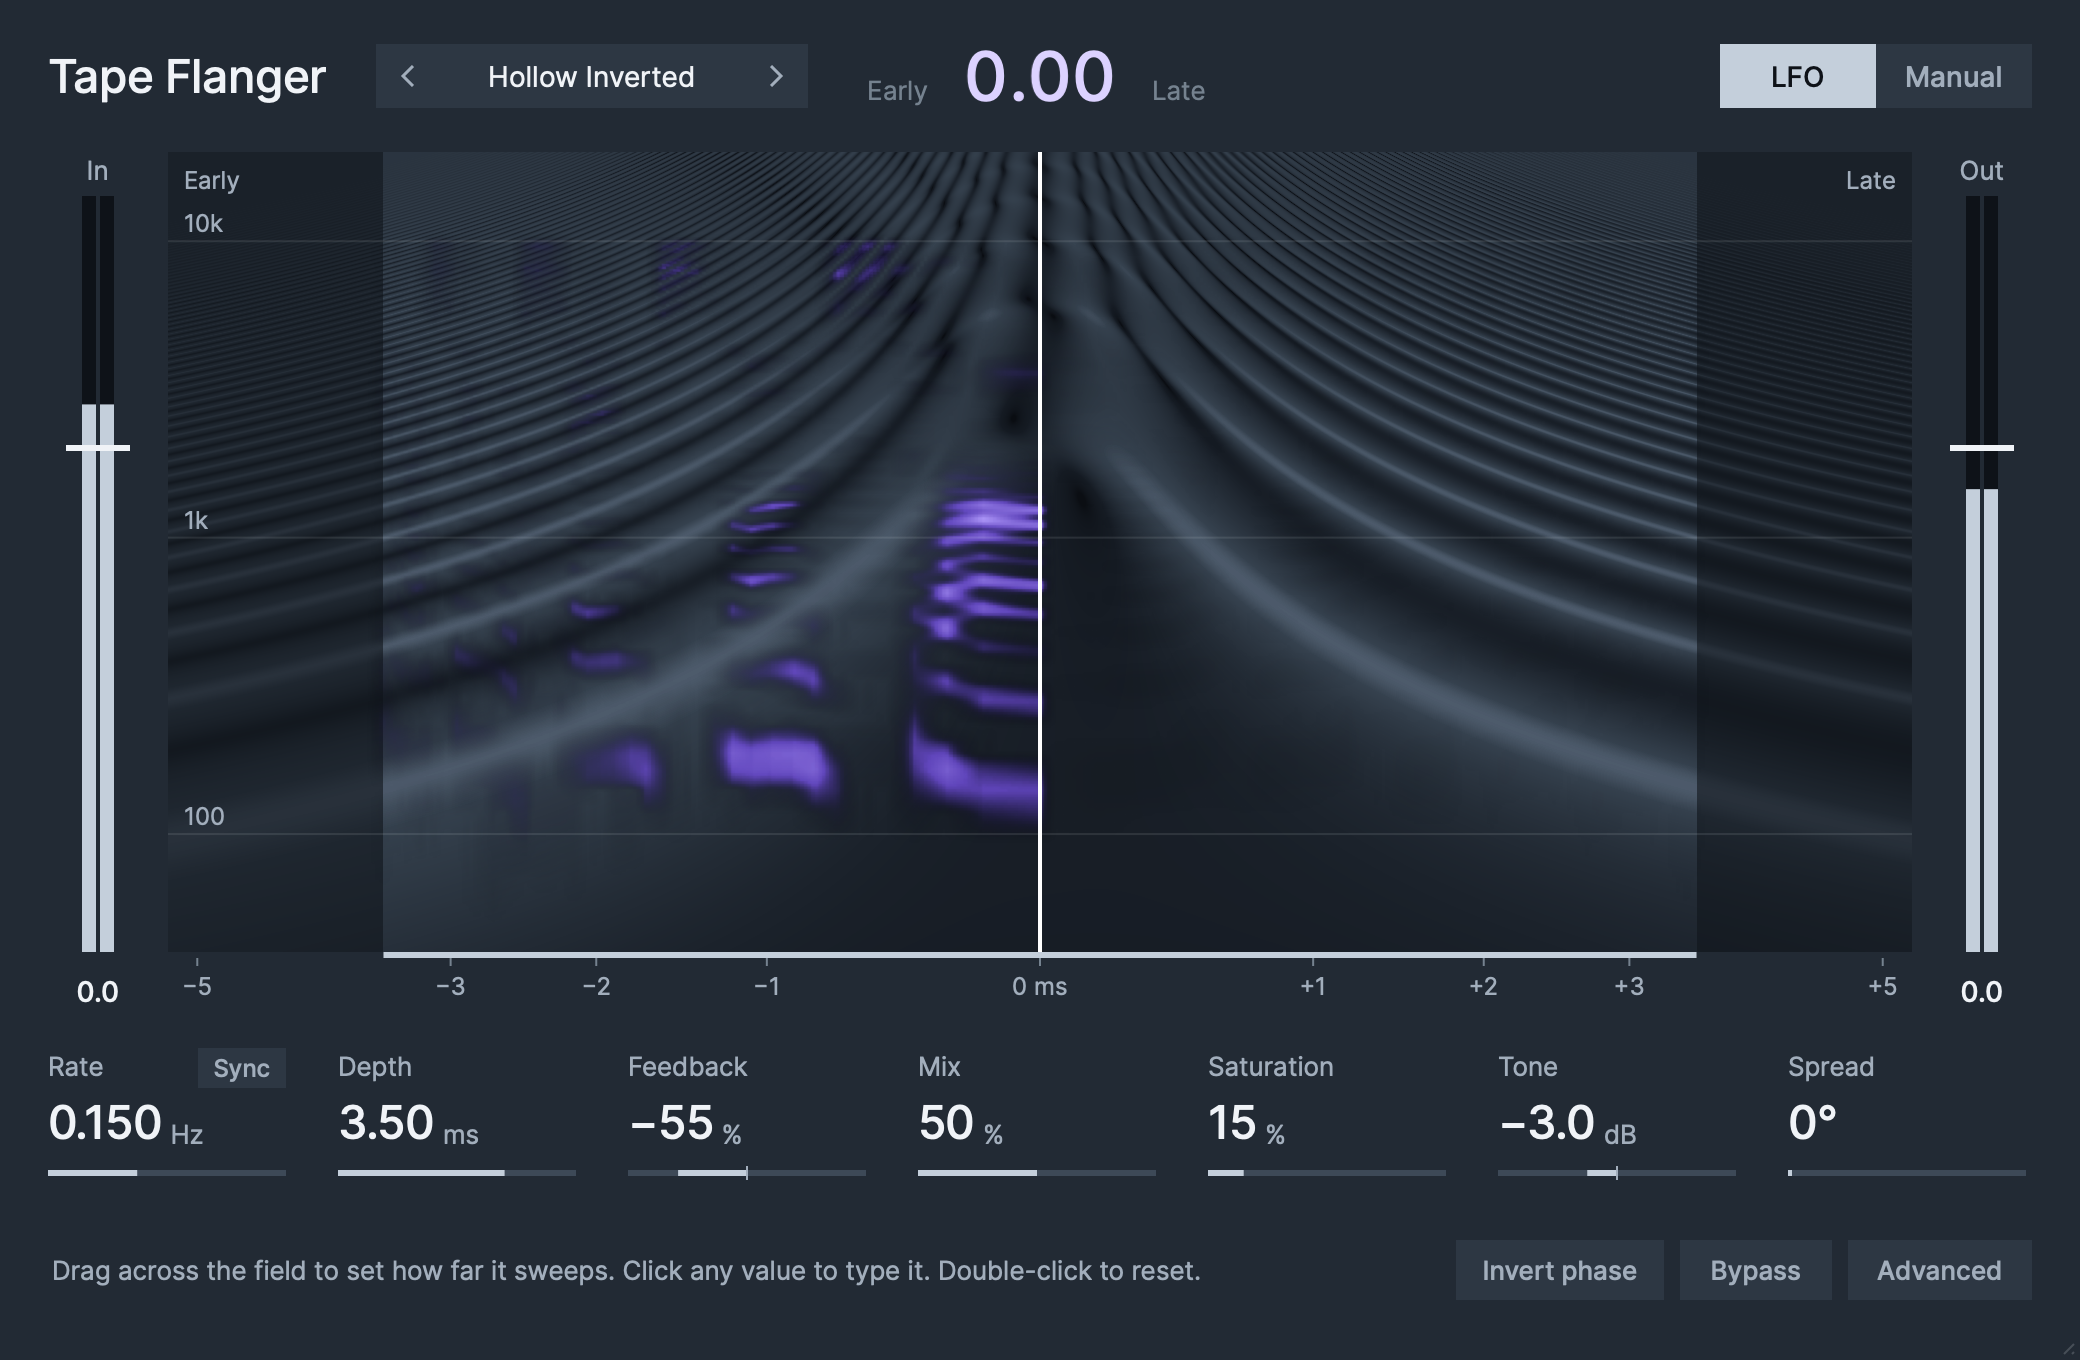 Tape Flanger
Hollow Inverted
Early 0.00 Late
LFO Manual
In
Early
Late
Out
10k
1k
100
0.0
−5 −3 −2 −1 0 ms +1 +2 +3 +5
0.0
Rate Sync
0.150 Hz
Depth
3.50 ms
Feedback
−55 %
Mix
50 %
Saturation
15 %
Tone
−3.0 dB
Spread
0°
Drag across the field to set how far it sweeps. Click any value to type it. Double-click to reset.
Invert phase
Bypass
Advanced